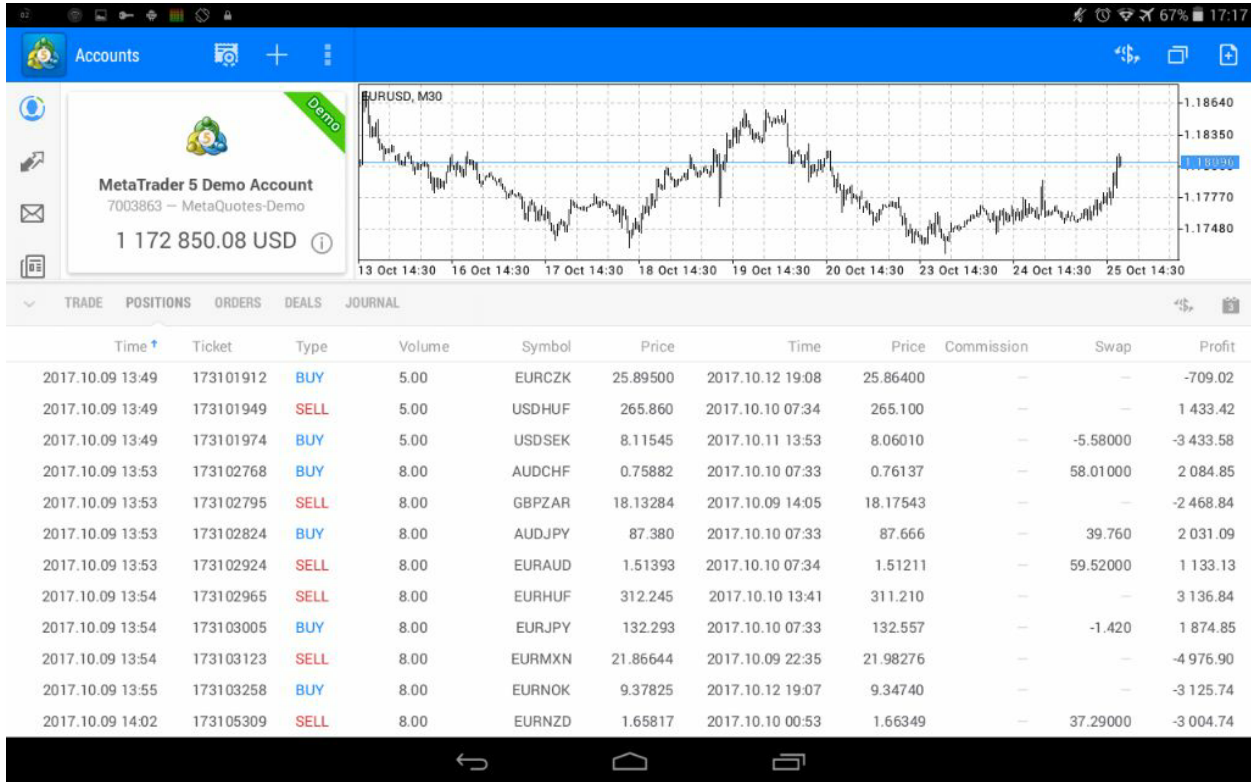 67% 17:17
Accounts
Demo
MetaTrader 5 Demo Account
7003863 — MetaQuotes-Demo
1 172 850.08 USD
EURUSD, M30
1.18640
1.18350
1.18096
1.17770
1.17480
13 Oct 14:30 16 Oct 14:30 17 Oct 14:30 18 Oct 14:30 19 Oct 14:30 20 Oct 14:30 23 Oct 14:30 24 Oct 14:30 25 Oct 14:30
TRADE POSITIONS ORDERS DEALS JOURNAL
Time Ticket Type Volume Symbol Price Time Price Commission Swap Profit
2017.10.09 13:49 173101912 BUY 5.00 EURCZK 25.89500 2017.10.12 19:08 25.86400 — — -709.02
2017.10.09 13:49 173101949 SELL 5.00 USDHUF 265.860 2017.10.10 07:34 265.100 — — 1 433.42
2017.10.09 13:49 173101974 BUY 5.00 USDSEK 8.11545 2017.10.11 13:53 8.06010 — -5.58000 -3 433.58
2017.10.09 13:53 173102768 BUY 8.00 AUDCHF 0.75882 2017.10.10 07:33 0.76137 — 58.01000 2 084.85
2017.10.09 13:53 173102795 SELL 8.00 GBPZAR 18.13284 2017.10.09 14:05 18.17543 — — -2 468.84
2017.10.09 13:53 173102824 BUY 8.00 AUDJPY 87.380 2017.10.10 07:33 87.666 — 39.760 2 031.09
2017.10.09 13:53 173102924 SELL 8.00 EURAUD 1.51393 2017.10.10 07:34 1.51211 — 59.52000 1 133.13
2017.10.09 13:54 173102965 SELL 8.00 EURHUF 312.245 2017.10.10 13:41 311.210 — — 3 136.84
2017.10.09 13:54 173103005 BUY 8.00 EURJPY 132.293 2017.10.10 07:33 132.557 — -1.420 1 874.85
2017.10.09 13:54 173103123 SELL 8.00 EURMXN 21.86644 2017.10.09 22:35 21.98276 — — -4 976.90
2017.10.09 13:55 173103258 BUY 8.00 EURNOK 9.37825 2017.10.12 19:07 9.34740 — — -3 125.74
2017.10.09 14:02 173105309 SELL 8.00 EURNZD 1.65817 2017.10.10 00:53 1.66349 — 37.29000 -3 004.74